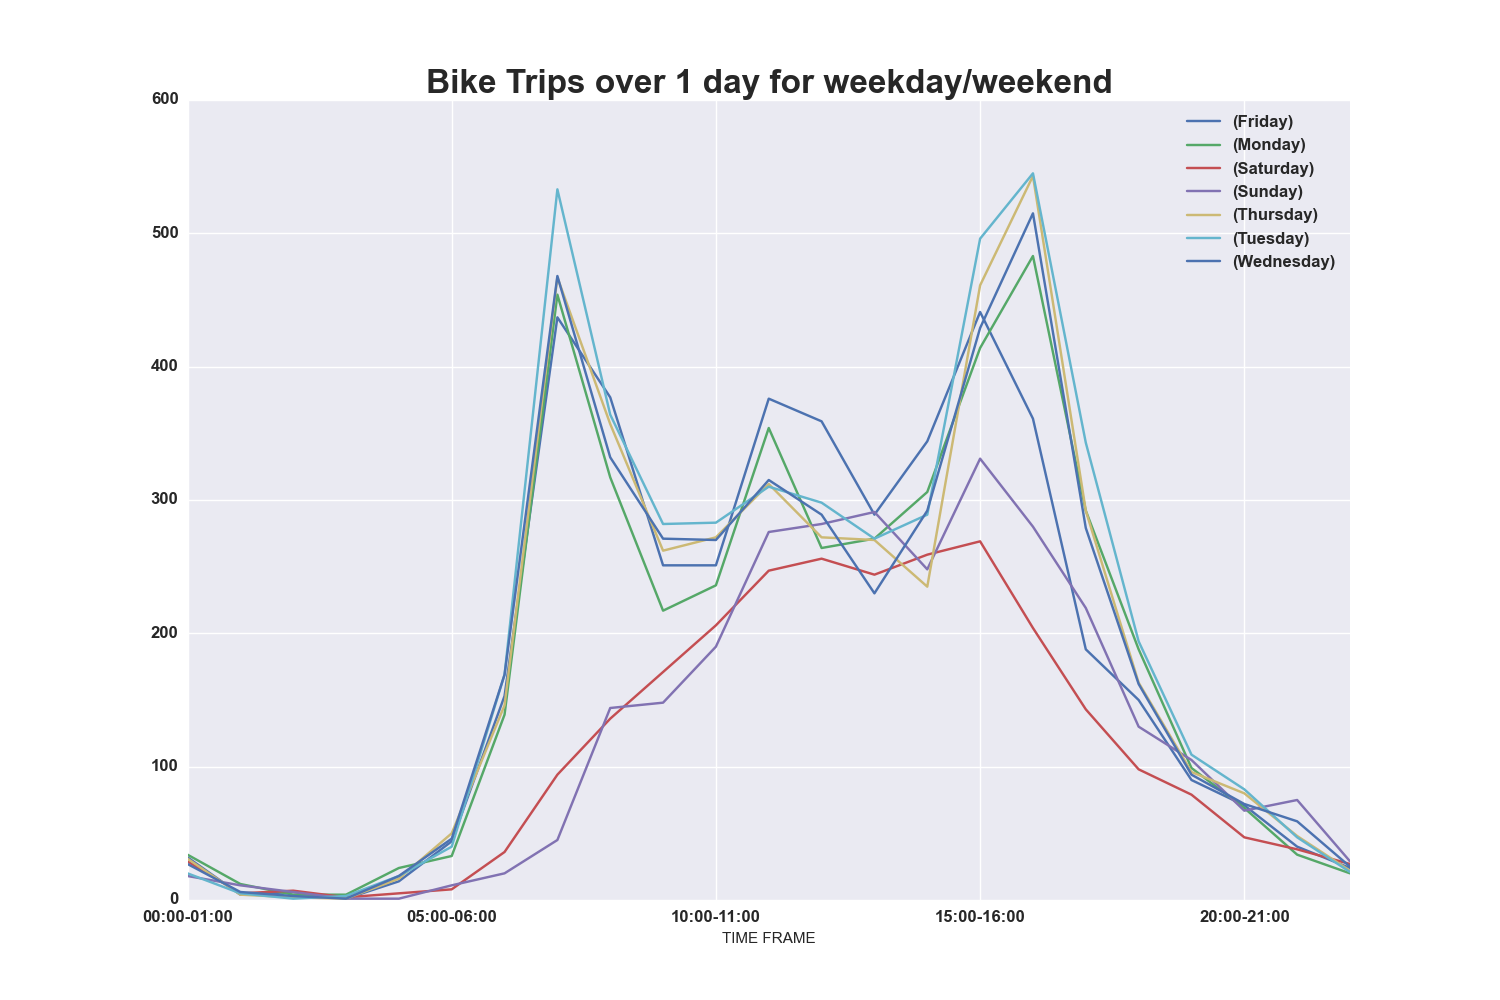 Bike Trips over 1 day for weekday/weekend
600
500
400
300
200
100
0
(Friday)
(Monday)
(Saturday)
(Sunday)
(Thursday)
(Tuesday)
(Wednesday)
00:00-01:00 05:00-06:00 10:00-11:00 15:00-16:00 20:00-21:00
TIME FRAME